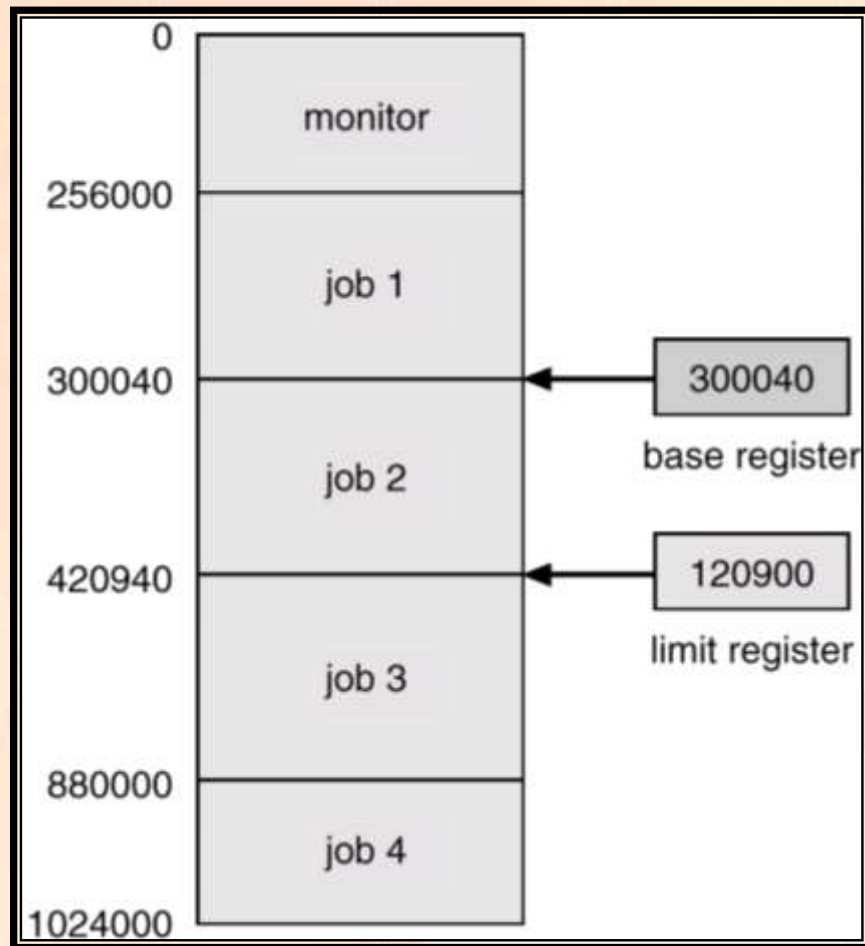 0
monitor
256000
job 1
300040
300040
base register
job 2
420940
120900
limit register
job 3
880000
job 4
1024000